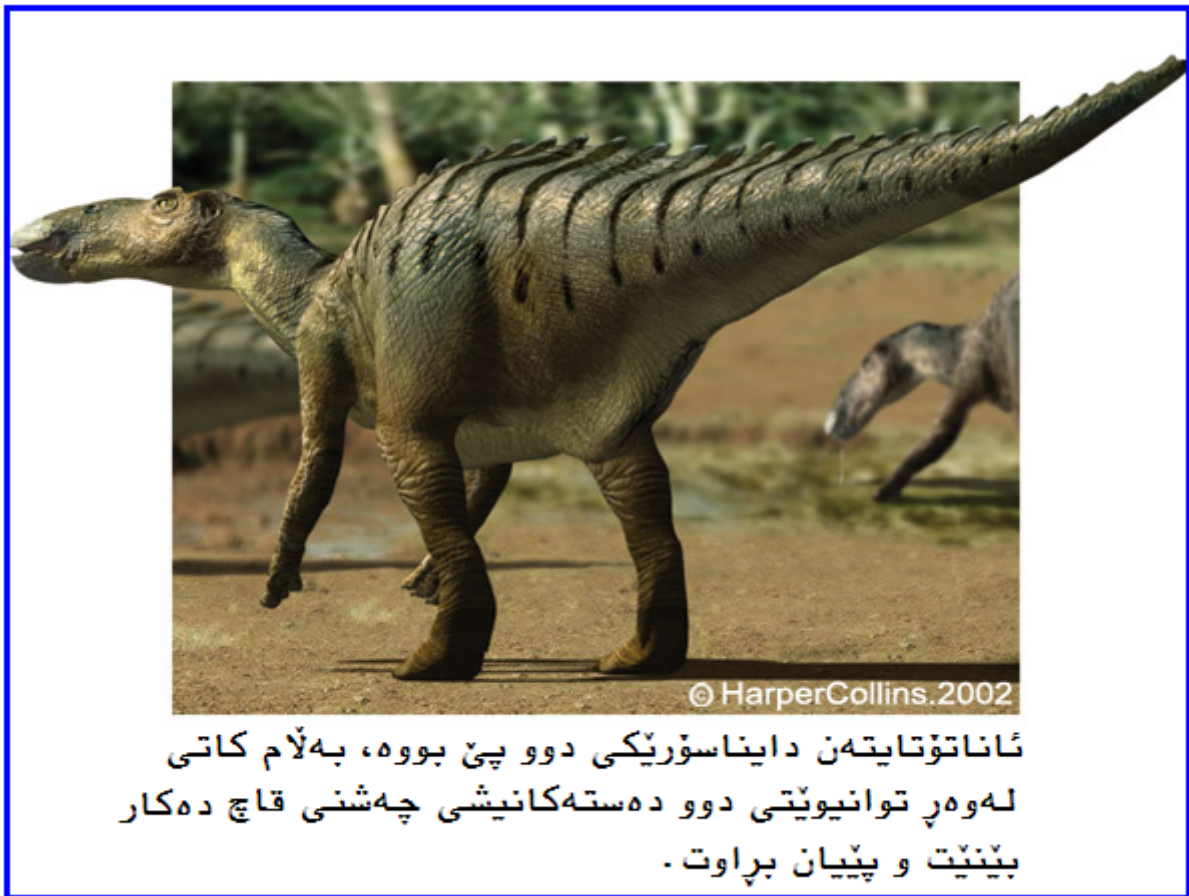 © HarperCollins.2002
ئاناتۆتایتەن دایناسۆرێکی دوو پێ بووە، بەڵام کاتی
لەوەڕ توانیوێتی دوو دەستەکانیشی چەشنی قاچ دەکار
بێنێت و پێیان بڕاوت.